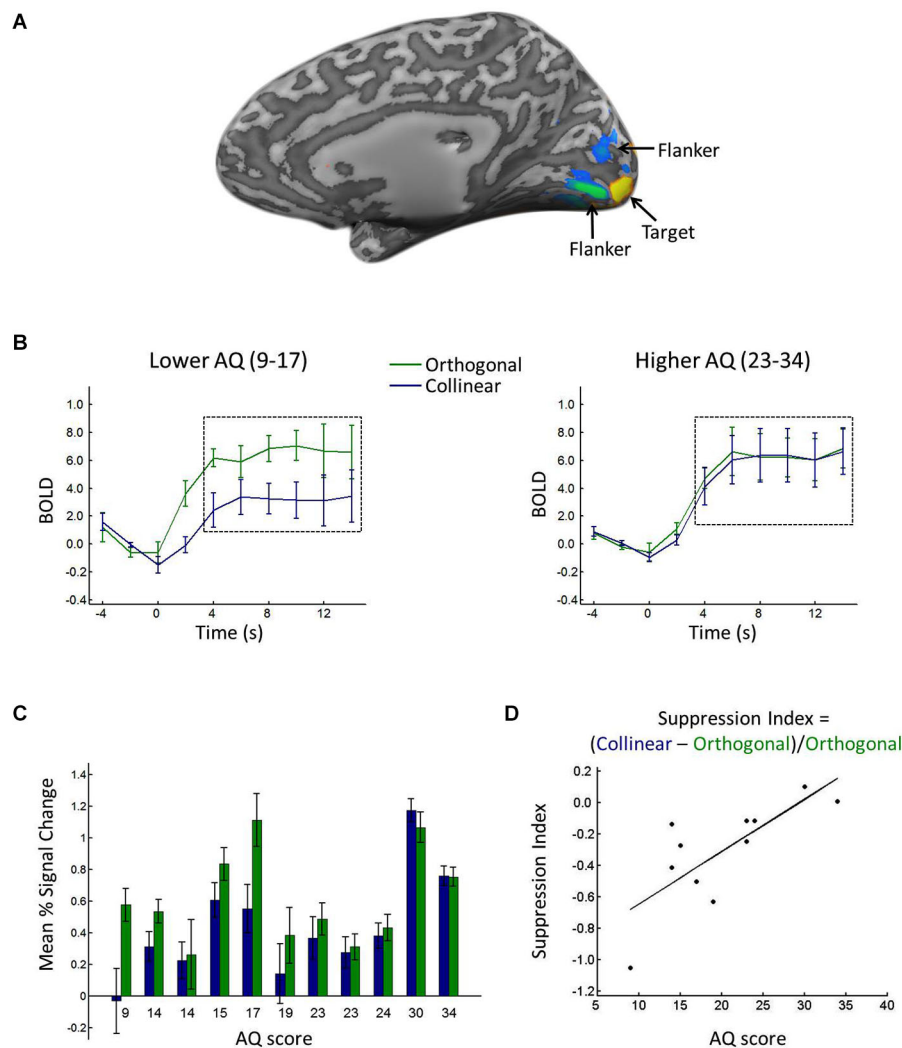 A
Flanker
Target
Flanker
B
Lower AQ (9-17)
Orthogonal
Collinear
Higher AQ (23-34)
BOLD
1.0
8.0
6.0
4.0
2.0
0.0
-0.2
-0.4
-4
0
4
8
12
Time (s)
BOLD
1.0
8.0
6.0
4.0
2.0
0.0
-0.2
-0.4
-4
0
4
8
12
Time (s)
C
Mean % Signal Change
1.4
1.2
1
0.8
0.6
0.4
0.2
0
-0.2
9
14
14
15
17
19
23
23
24
30
34
AQ score
D
Suppression Index =
(Collinear – Orthogonal)/Orthogonal
Suppression Index
0.2
0.0
-0.2
-0.4
-0.6
-0.8
-1.0
-1.2
5
10
15
20
25
30
35
40
AQ score